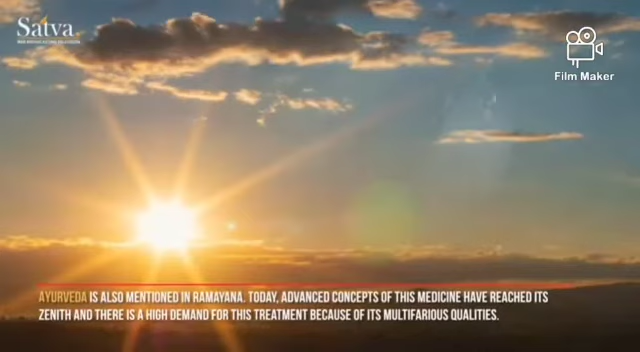 Satva
Film Maker
AYURVEDA IS ALSO MENTIONED IN RAMAYANA. TODAY, ADVANCED CONCEPTS OF THIS MEDICINE HAVE REACHED ITS
ZENITH AND THERE IS A HIGH DEMAND FOR THIS TREATMENT BECAUSE OF ITS MULTIFARIOUS QUALITIES.